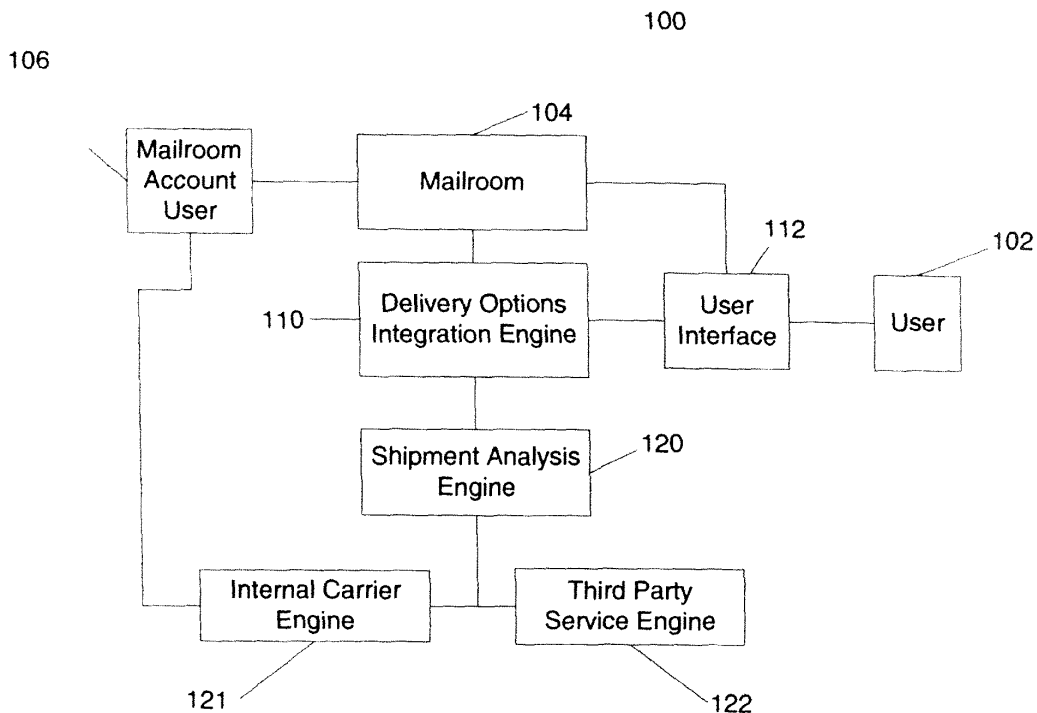 100
106
104
Mailroom
Account
User
Mailroom
112
102
110
Delivery Options
Integration Engine
User
Interface
User
Shipment Analysis
Engine
120
Internal Carrier
Engine
Third Party
Service Engine
121
122